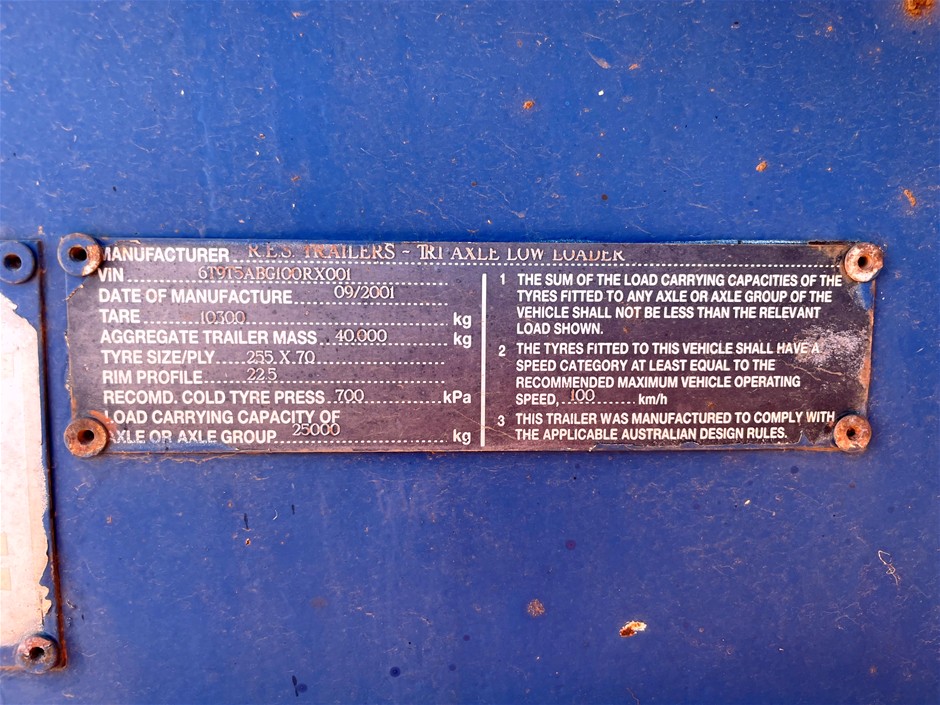 MANUFACTURER R.E.S. TRAILERS - TRI AXLE LOW LOADER
VIN 6T9T5ABG100RX001
DATE OF MANUFACTURE 09/2001
TARE 10300 kg
AGGREGATE TRAILER MASS 40.000 kg
TYRE SIZE/PLY 255 X 70
RIM PROFILE 22.5
RECOMD. COLD TYRE PRESS 700 kPa
LOAD CARRYING CAPACITY OF
AXLE OR AXLE GROUP 25000 kg
1 THE SUM OF THE LOAD CARRYING CAPACITIES OF THE
TYRES FITTED TO ANY AXLE OR AXLE GROUP OF THE
VEHICLE SHALL NOT BE LESS THAN THE RELEVANT
LOAD SHOWN.
2 THE TYRES FITTED TO THIS VEHICLE SHALL HAVE A
SPEED CATEGORY AT LEAST EQUAL TO THE
RECOMMENDED MAXIMUM VEHICLE OPERATING
SPEED, 100 km/h
3 THIS TRAILER WAS MANUFACTURED TO COMPLY WITH
THE APPLICABLE AUSTRALIAN DESIGN RULES.